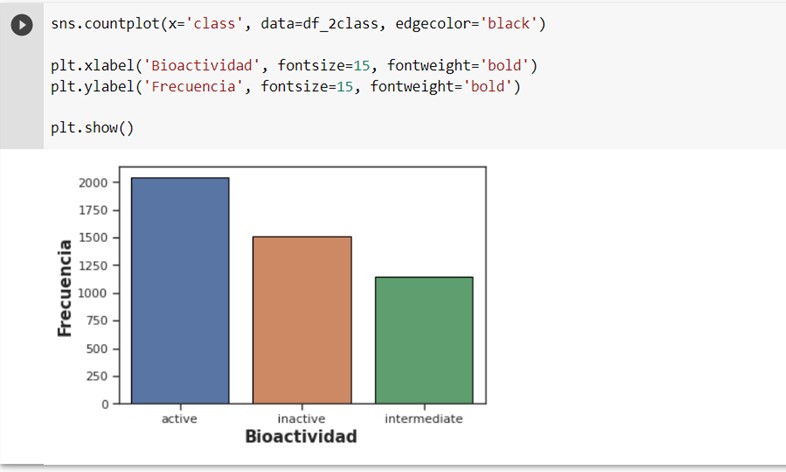 sns.countplot(x='class', data=df_2class, edgecolor='black')
plt.xlabel('Bioactividad', fontsize=15, fontweight='bold')
plt.ylabel('Frecuencia', fontsize=15, fontweight='bold')
plt.show()
2000
1750
1500
1250
1000
750
500
250
0
Frecuencia
active inactive intermediate
Bioactividad